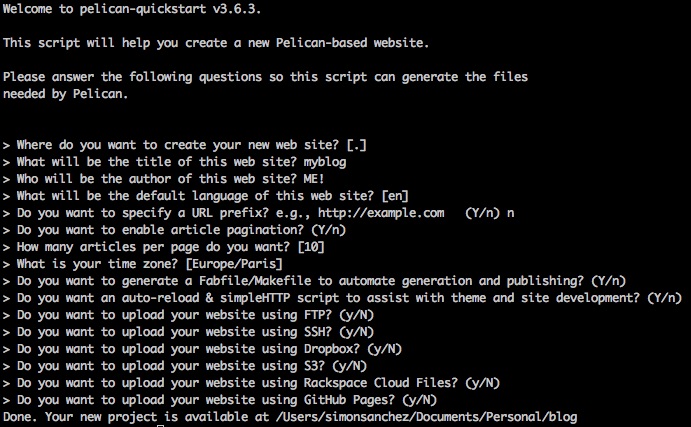 Welcome to pelican-quickstart v3.6.3.
This script will help you create a new Pelican-based website.
Please answer the following questions so this script can generate the files
needed by Pelican.
> Where do you want to create your new web site? [.]
> What will be the title of this web site? myblog
> Who will be the author of this web site? ME!
> What will be the default language of this web site? [en]
> Do you want to specify a URL prefix? e.g., http://example.com   (Y/n) n
> Do you want to enable article pagination? (Y/n)
> How many articles per page do you want? [10]
> What is your time zone? [Europe/Paris]
> Do you want to generate a Fabfile/Makefile to automate generation and publishing? (Y/n)
> Do you want an auto-reload & simpleHTTP script to assist with theme and site development? (Y/n)
> Do you want to upload your website using FTP? (y/N)
> Do you want to upload your website using SSH? (y/N)
> Do you want to upload your website using Dropbox? (y/N)
> Do you want to upload your website using S3? (y/N)
> Do you want to upload your website using Rackspace Cloud Files? (y/N)
> Do you want to upload your website using GitHub Pages? (y/N)
Done. Your new project is available at /Users/simonsanchez/Documents/Personal/blog